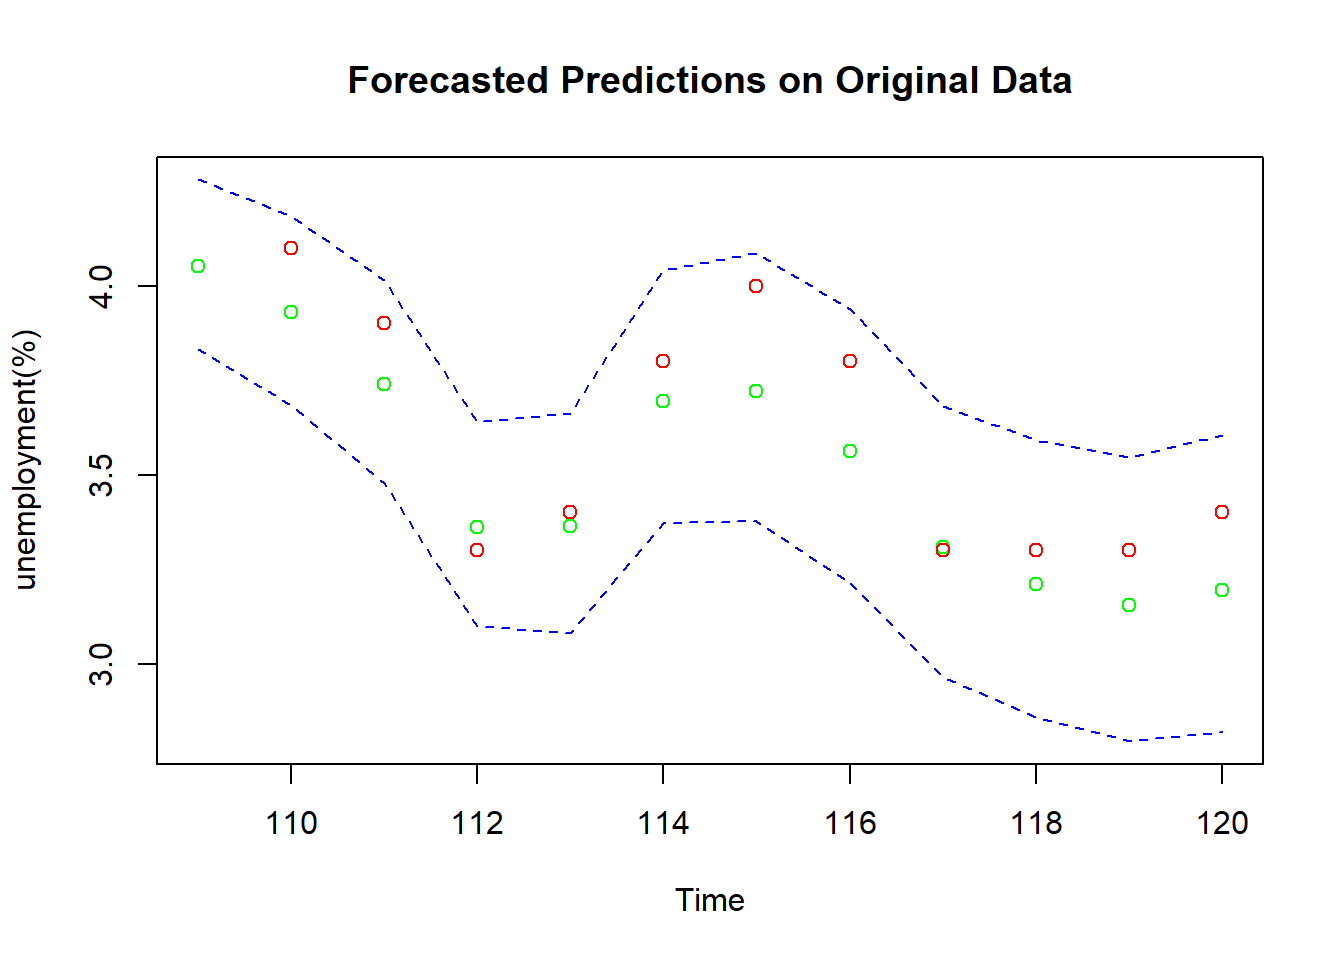 Forecasted Predictions on Original Data
unemployment(%)
4.0
3.5
3.0
110 112 114 116 118 120
Time